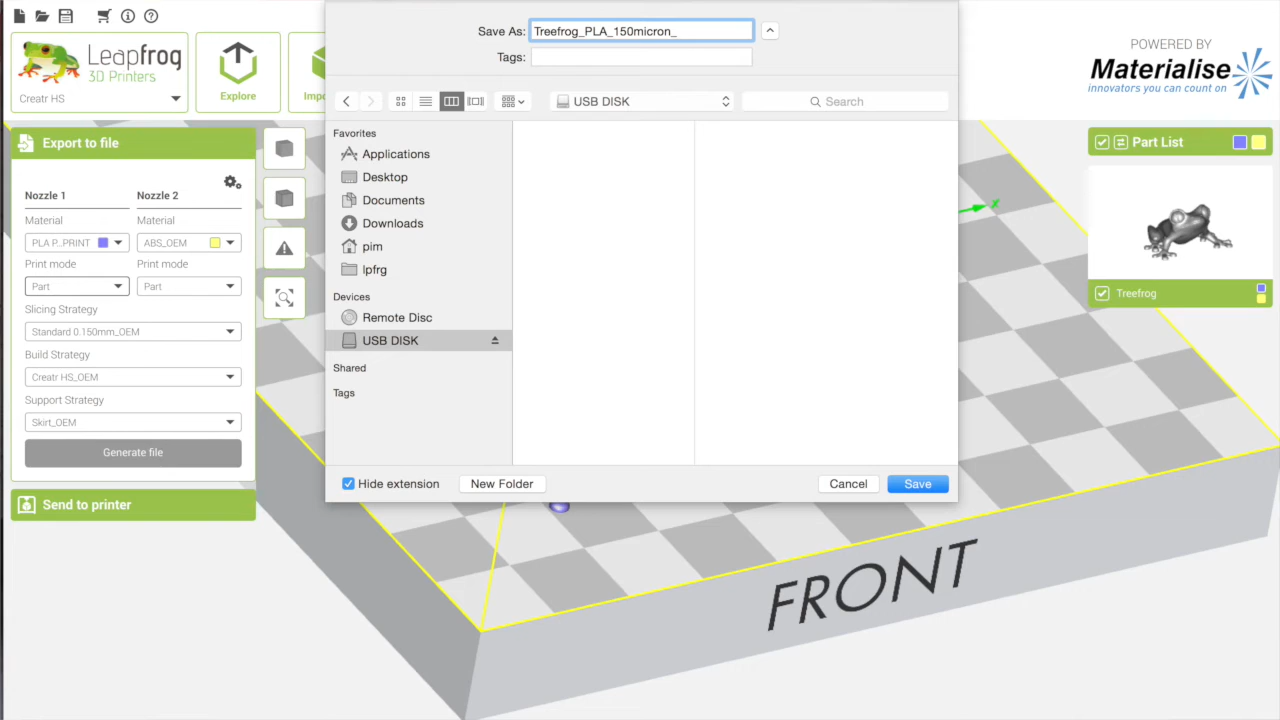 Leapfrog
3D Printers
Creatr HS
Explore
Export to file
Nozzle 1
Nozzle 2
Material
Material
PLA P..PRINT
ABS_OEM
Print mode
Print mode
Part
Part
Slicing Strategy
Standard 0.150mm_OEM
Build Strategy
Creatr HS_OEM
Support Strategy
Skirt_OEM
Generate file
Send to printer
Save As:
Treefrog_PLA_150micron_
Tags:
USB DISK
Search
Favorites
Applications
Desktop
Documents
Downloads
pim
lpfrg
Devices
Remote Disc
USB DISK
Shared
Tags
Hide extension
New Folder
Cancel
Save
POWERED BY
Materialise
innovators you can count on
Part List
Treefrog
X
FRONT